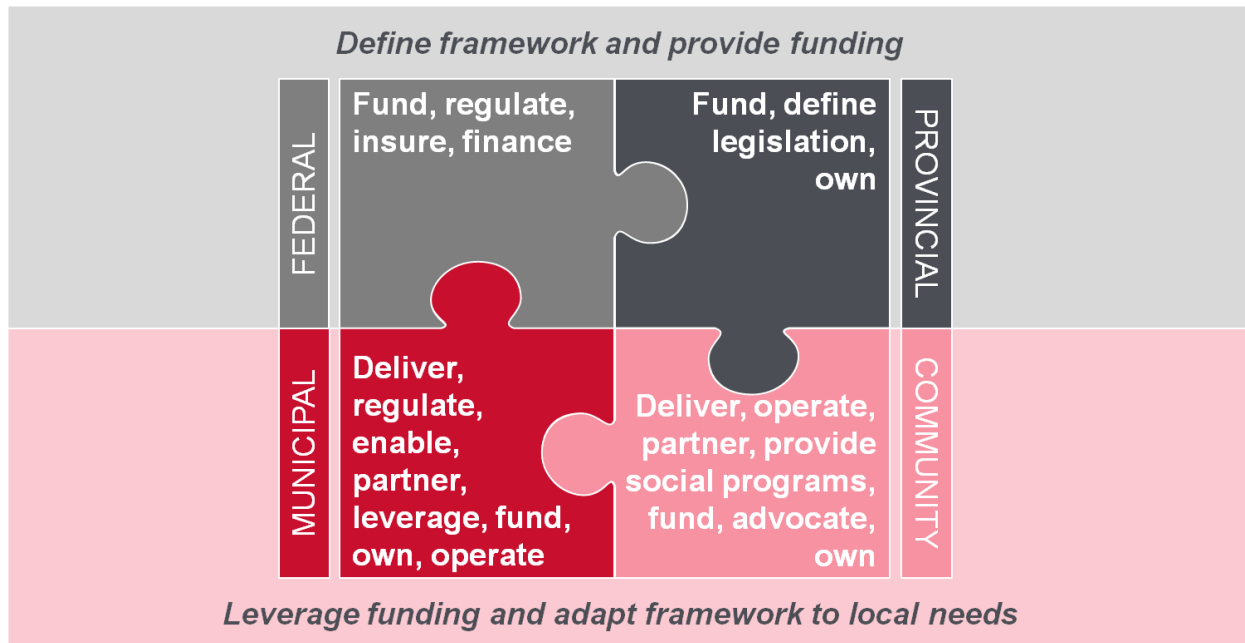 Define framework and provide funding
FEDERAL
Fund, regulate,
insure, finance
Fund, define
legislation,
own
PROVINCIAL
MUNICIPAL
Deliver,
regulate,
enable,
partner,
leverage, fund,
own, operate
Deliver, operate,
partner, provide
social programs,
fund, advocate,
own
COMMUNITY
Leverage funding and adapt framework to local needs